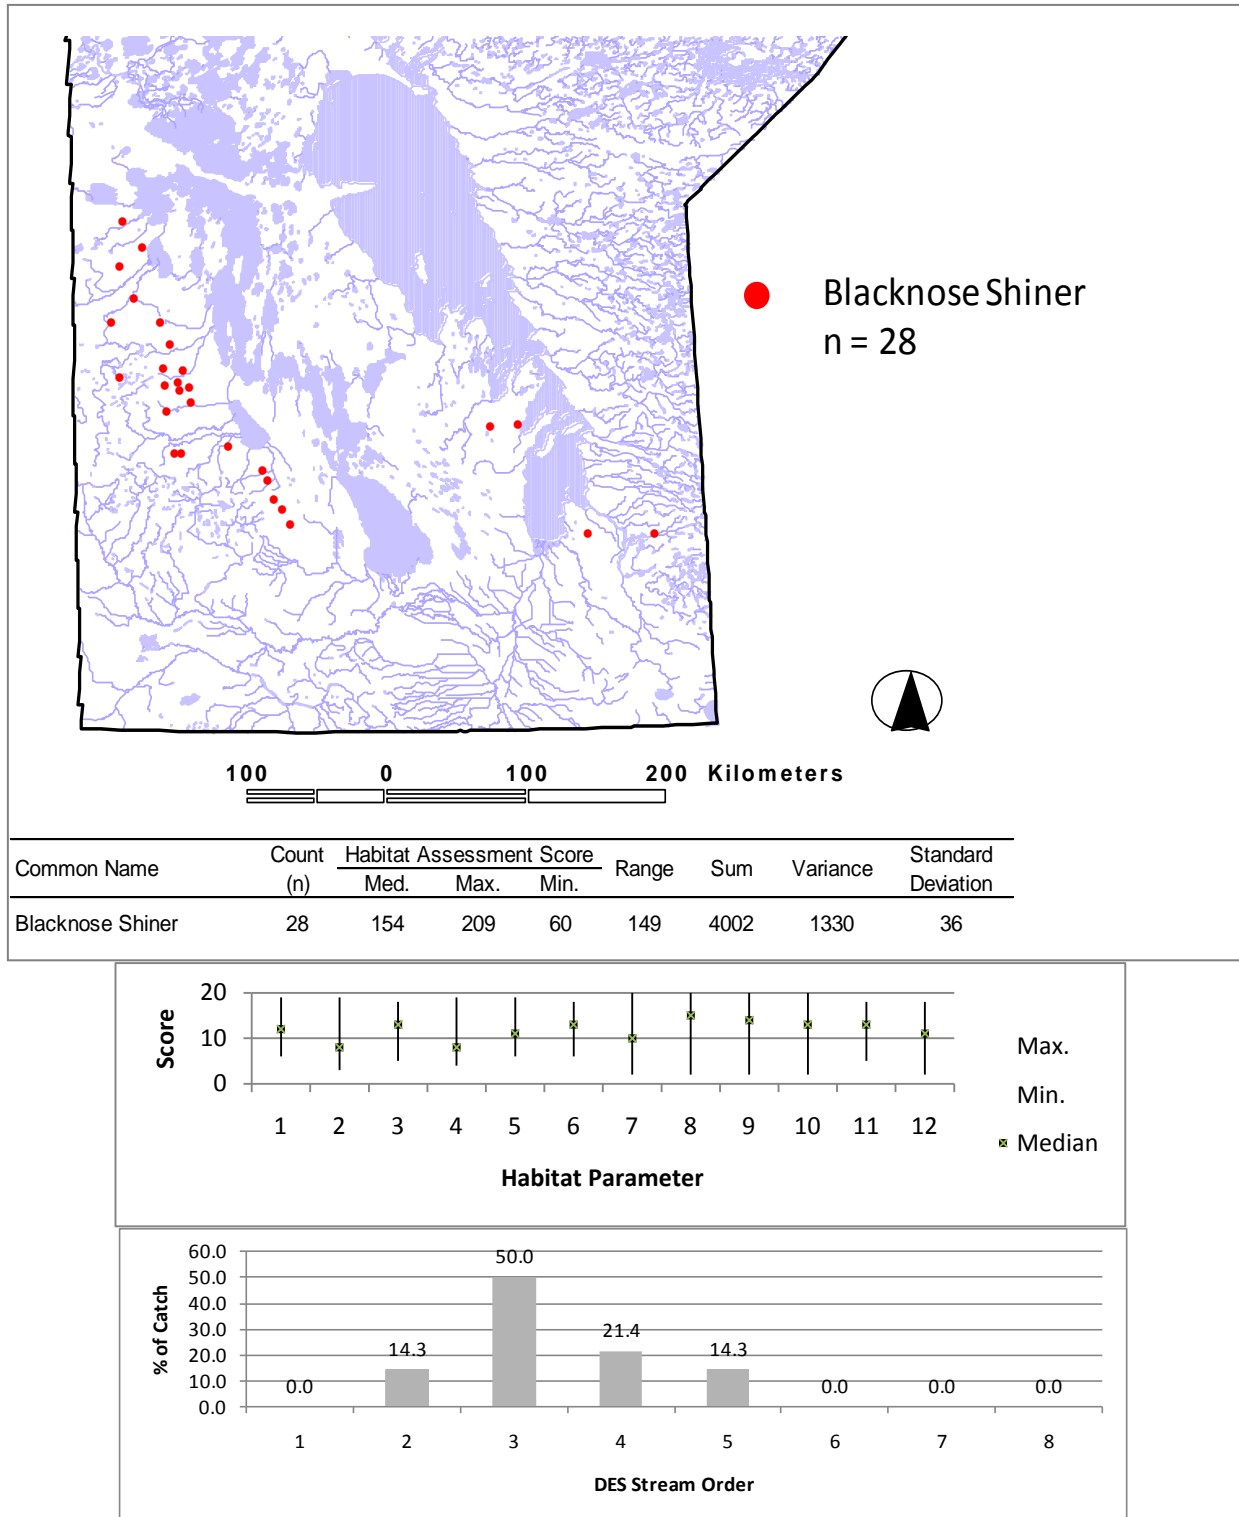 Blacknose Shiner
n = 28
100 0 100 200 Kilometers
Common Name Count (n) Habitat Assessment Score Range Sum Variance Standard Deviation
Med. Max. Min.
Blacknose Shiner 28 154 209 60 149 4002 1330 36
Score
20
10
0
1 2 3 4 5 6 7 8 9 10 11 12
Habitat Parameter
Max.
Min.
Median
% of Catch
60.0
50.0
40.0
30.0
20.0
10.0
0.0
0.0 14.3 50.0 21.4 14.3 0.0 0.0 0.0
1 2 3 4 5 6 7 8
DES Stream Order